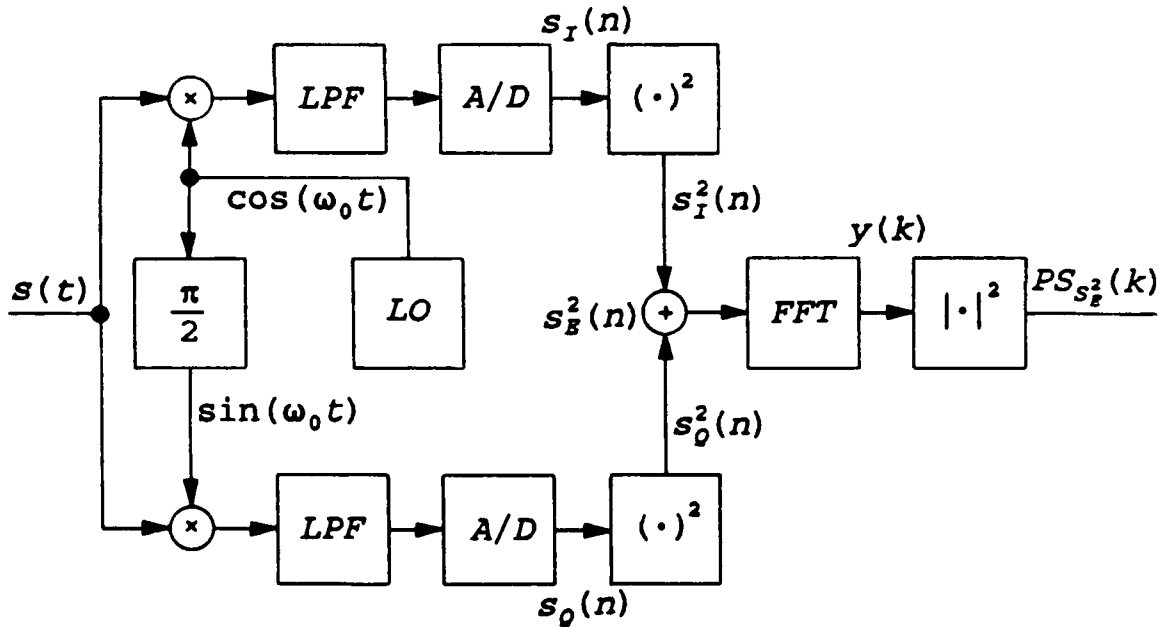 s_I(n)
×
LPF
A/D
(·)²
cos(ω₀t)
s_I²(n)
s(t)
π/2
LO
s_E²(n)
+
y(k)
FFT
|·|²
PS_{S_E²}(k)
sin(ω₀t)
s_Q²(n)
×
LPF
A/D
(·)²
s_Q(n)